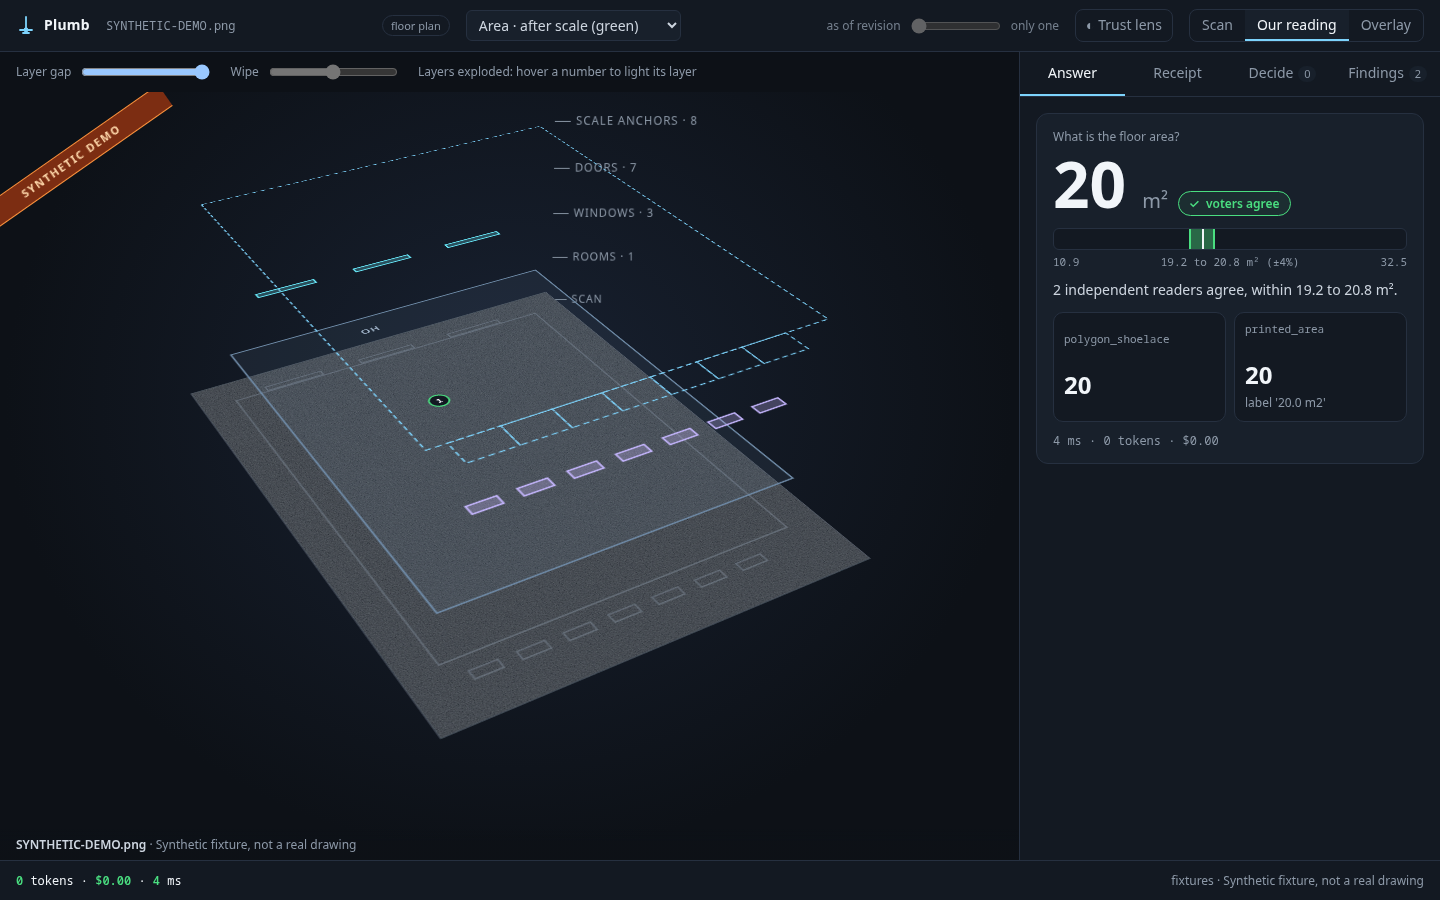 Plumb SYNTHETIC-DEMO.png floor plan Area · after scale (green) as of revision only one Trust lens Scan Our reading Overlay
Layer gap Wipe Layers exploded: hover a number to light its layer
Answer Receipt Decide 0 Findings 2
SYNTHETIC DEMO
SCALE ANCHORS · 8
DOORS · 7
WINDOWS · 3
ROOMS · 1
SCAN
OH
1
What is the floor area?
20 m² ✓ voters agree
10.9 19.2 to 20.8 m² (±4%) 32.5
2 independent readers agree, within 19.2 to 20.8 m².
polygon_shoelace
20
printed_area
20
label '20.0 m2'
4 ms · 0 tokens · $0.00
SYNTHETIC-DEMO.png · Synthetic fixture, not a real drawing
0 tokens · $0.00 · 4 ms
fixtures · Synthetic fixture, not a real drawing